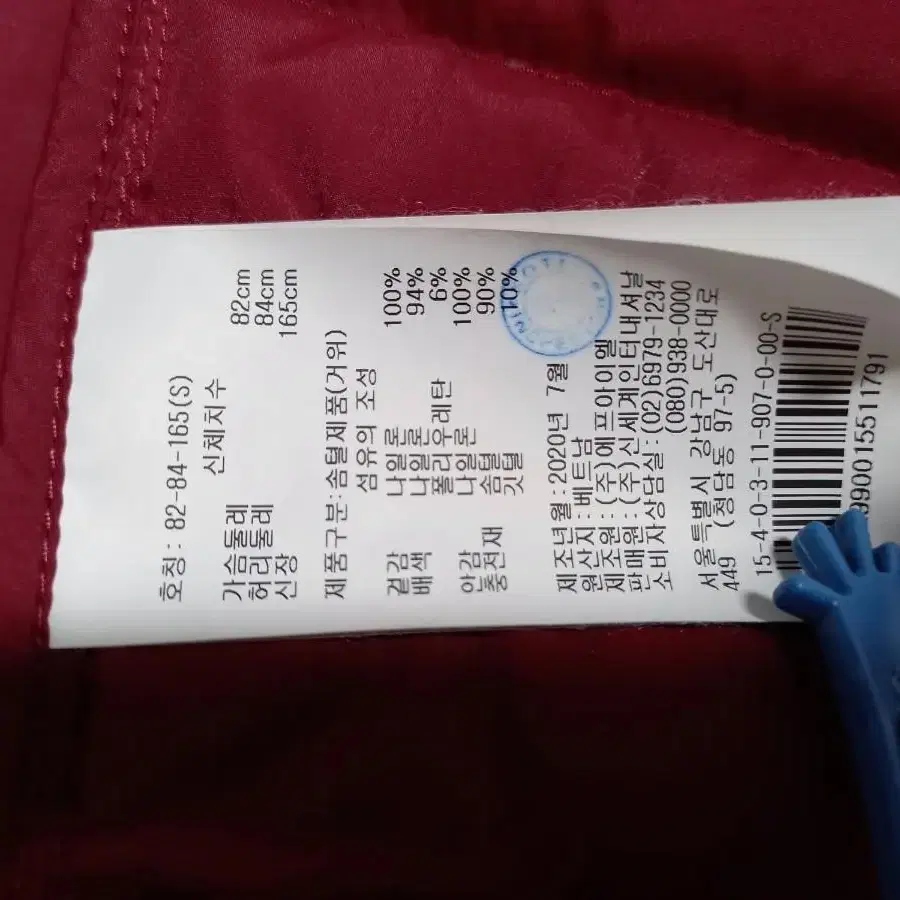 호칭 : 82-84-165(S)
신체치수
가슴둘레 82cm
허리둘레 84cm
신장 165cm
제품구분:솜털제품(거위)
섬유의 조성
겉감 나일론 100%
배색 나일론 94%
폴리우레탄 6%
안감 나일론 100%
충전재 솜털 90%
깃털 10%
제조년월:2020년 7월
원산지:베트남
제조원:(주)에프아이엘
판매원:(주)신세계인터내셔날
소비자상담실:(02)6979-1234
(080)938-0000
서울특별시 강남구 도산대로
449 (청담동 97-5)
15-4-0-3-11-907-0-00-S
990015511791